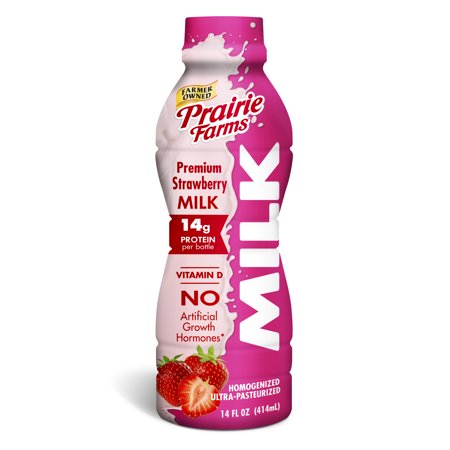 FARMER
OWNED
Prairie
Farms®
Premium
Strawberry
MILK
14g
PROTEIN
per bottle
VITAMIN D
NO
Artificial
Growth
Hormones*
MILK
HOMOGENIZED
ULTRA-PASTEURIZED
14 FL OZ (414mL)